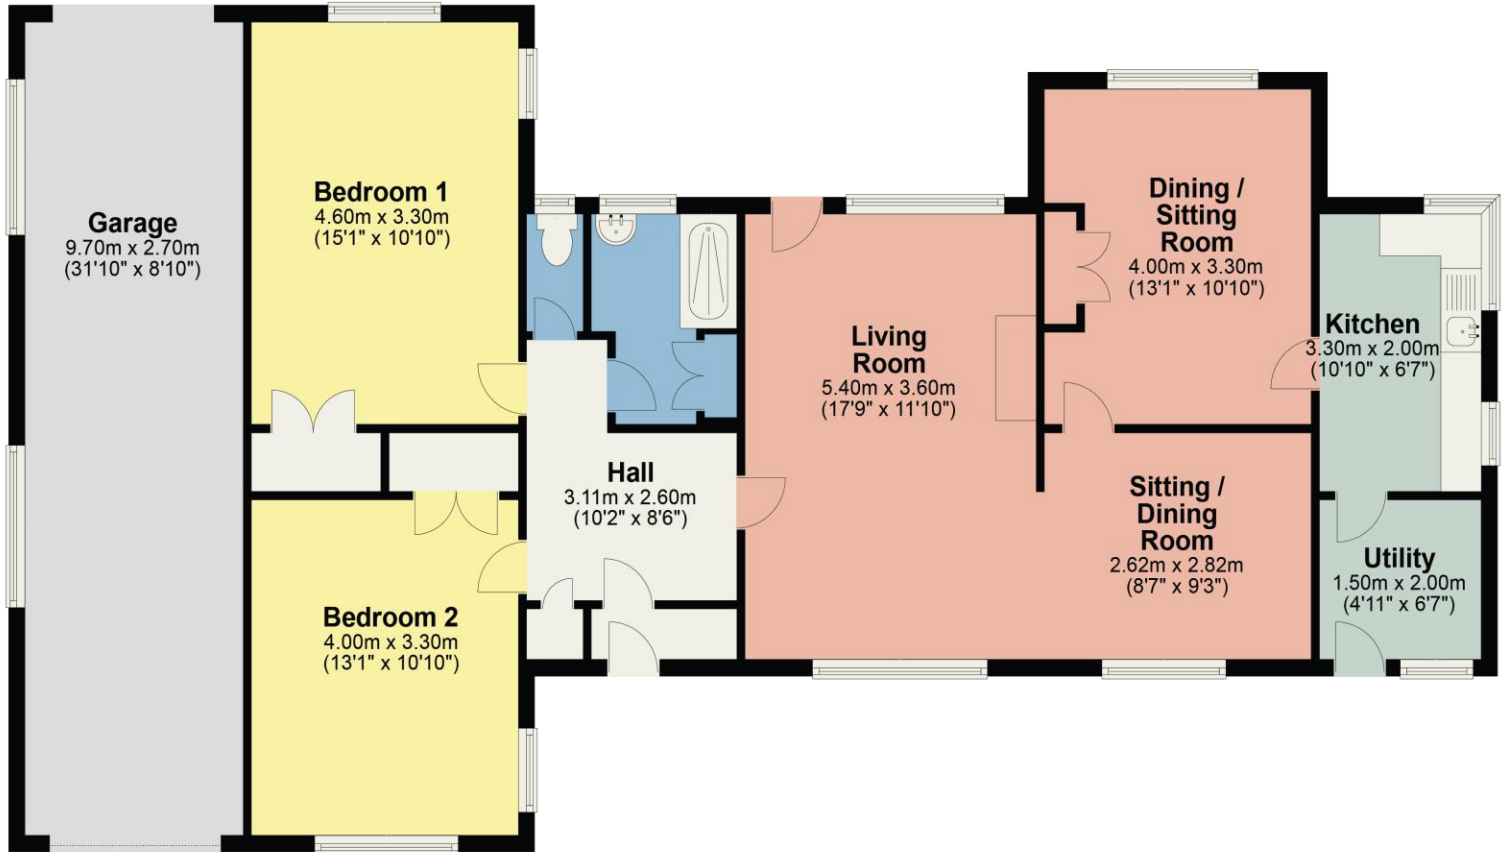 Garage
9.70m x 2.70m
(31'10" x 8'10")
Bedroom 1
4.60m x 3.30m
(15'1" x 10'10")
Bedroom 2
4.00m x 3.30m
(13'1" x 10'10")
Hall
3.11m x 2.60m
(10'2" x 8'6")
Living
Room
5.40m x 3.60m
(17'9" x 11'10")
Dining /
Sitting
Room
4.00m x 3.30m
(13'1" x 10'10")
Sitting /
Dining
Room
2.62m x 2.82m
(8'7" x 9'3")
Kitchen
3.30m x 2.00m
(10'10" x 6'7")
Utility
1.50m x 2.00m
(4'11" x 6'7")